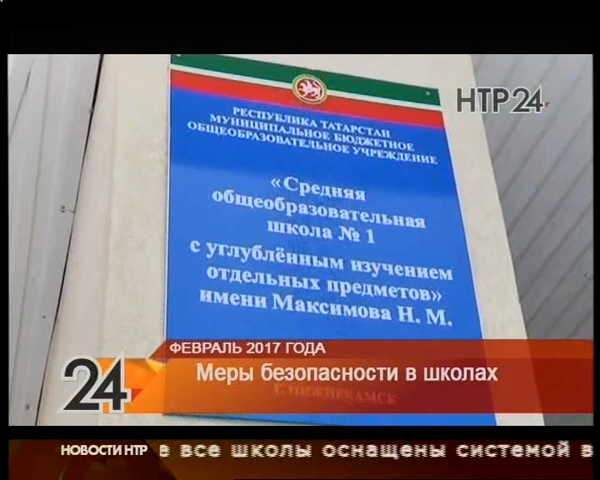 НТР24
РЕСПУБЛИКА ТАТАРСТАН
МУНИЦИПАЛЬНОЕ БЮДЖЕТНОЕ
ОБЩЕОБРАЗОВАТЕЛЬНОЕ УЧРЕЖДЕНИЕ
«Средняя
общеобразовательная
школа № 1
с углублённым изучением
отдельных предметов»
имени Максимова Н. М.
ФЕВРАЛЬ 2017 ГОДА
24
Меры безопасности в школах
Г. НИЖНЕКАМСК
НОВОСТИ НТР
е все школы оснащены системой в